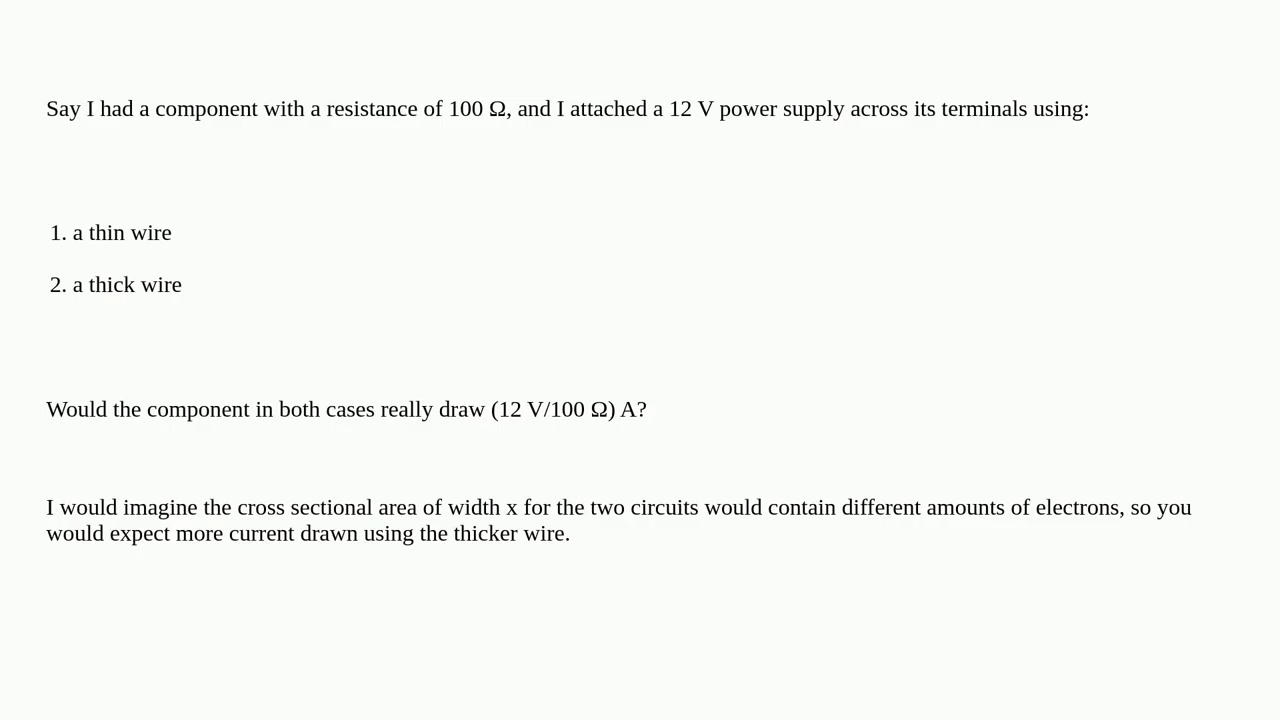 Say I had a component with a resistance of 100 Ω, and I attached a 12 V power supply across its terminals using:
1. a thin wire
2. a thick wire
Would the component in both cases really draw (12 V/100 Ω) A?
I would imagine the cross sectional area of width x for the two circuits would contain different amounts of electrons, so you
would expect more current drawn using the thicker wire.